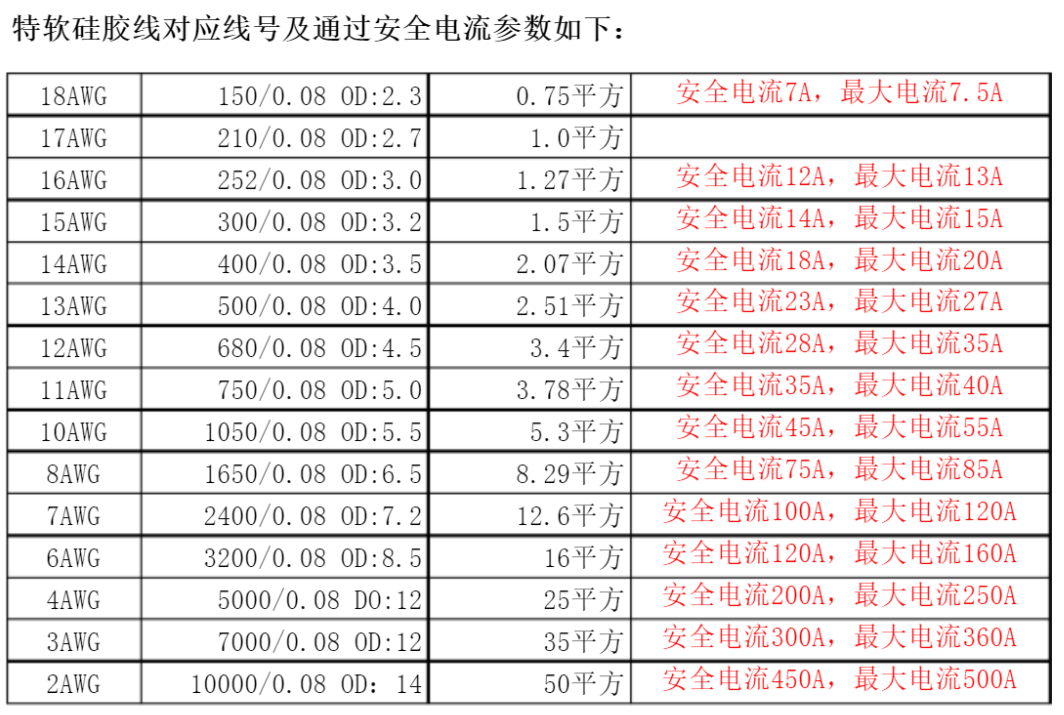 特软硅胶线对应线号及通过安全电流参数如下：
18AWG 150/0.08 OD:2.3 0.75平方 安全电流7A，最大电流7.5A
17AWG 210/0.08 OD:2.7 1.0平方
16AWG 252/0.08 OD:3.0 1.27平方 安全电流12A，最大电流13A
15AWG 300/0.08 OD:3.2 1.5平方 安全电流14A，最大电流15A
14AWG 400/0.08 OD:3.5 2.07平方 安全电流18A，最大电流20A
13AWG 500/0.08 OD:4.0 2.51平方 安全电流23A，最大电流27A
12AWG 680/0.08 OD:4.5 3.4平方 安全电流28A，最大电流35A
11AWG 750/0.08 OD:5.0 3.78平方 安全电流35A，最大电流40A
10AWG 1050/0.08 OD:5.5 5.3平方 安全电流45A，最大电流55A
8AWG 1650/0.08 OD:6.5 8.29平方 安全电流75A，最大电流85A
7AWG 2400/0.08 OD:7.2 12.6平方 安全电流100A，最大电流120A
6AWG 3200/0.08 OD:8.5 16平方 安全电流120A，最大电流160A
4AWG 5000/0.08 DO:12 25平方 安全电流200A，最大电流250A
3AWG 7000/0.08 OD:12 35平方 安全电流300A，最大电流360A
2AWG 10000/0.08 OD：14 50平方 安全电流450A，最大电流500A